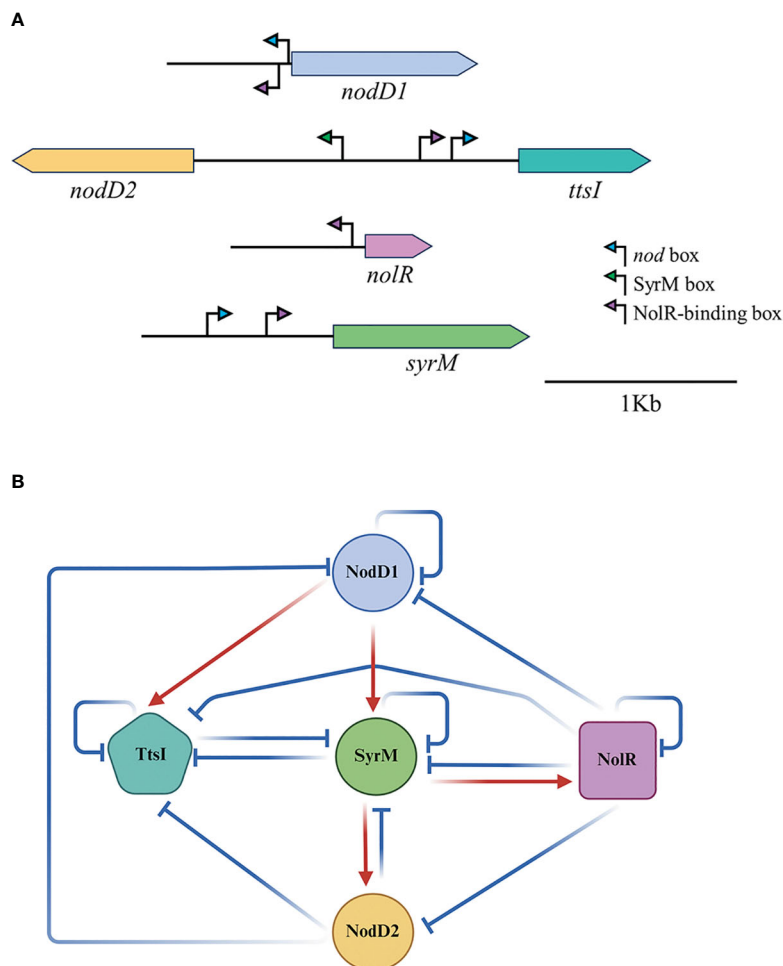 A
nodD1
nodD2
ttsI
nolR
nod box
SyrM box
NolR-binding box
syrM
1Kb
B
NodD1
TtsI
SyrM
NolR
NodD2